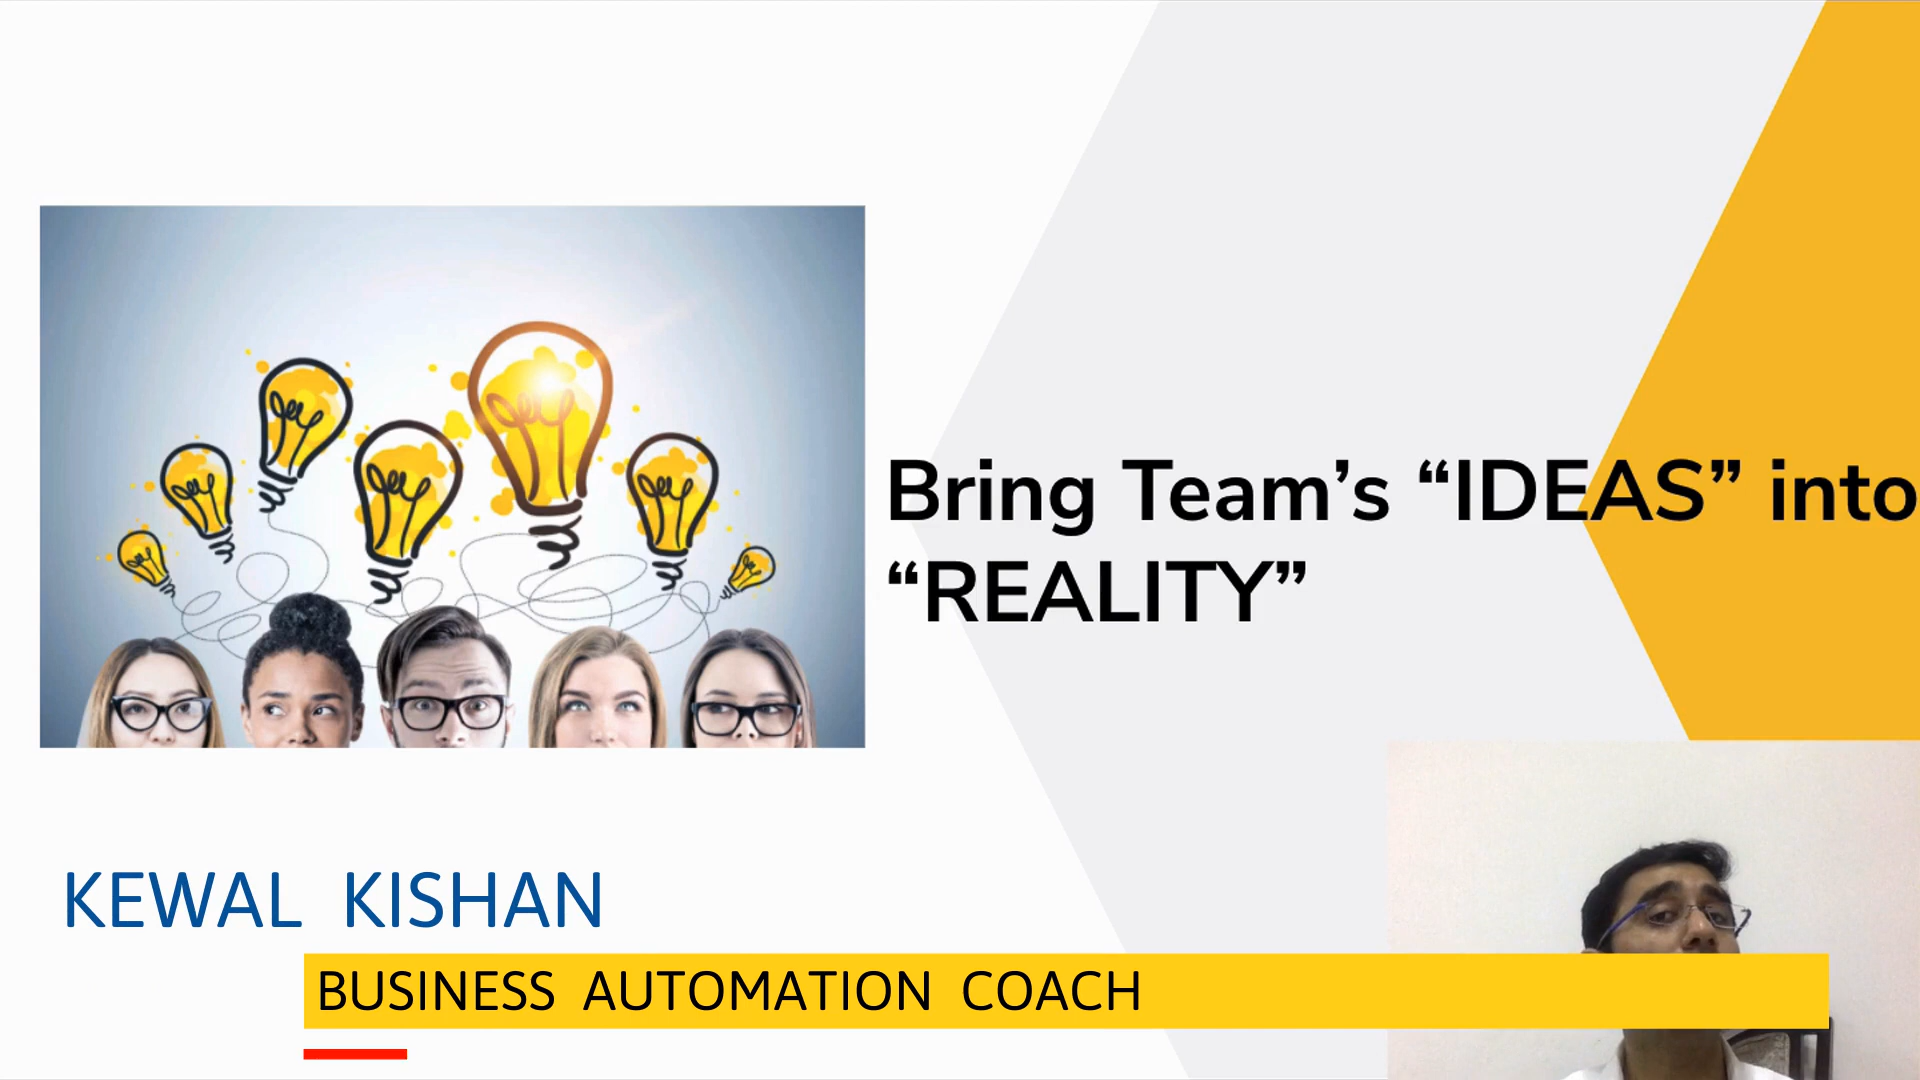 Bring Team’s “IDEAS” into
“REALITY”
KEWAL KISHAN
BUSINESS AUTOMATION COACH